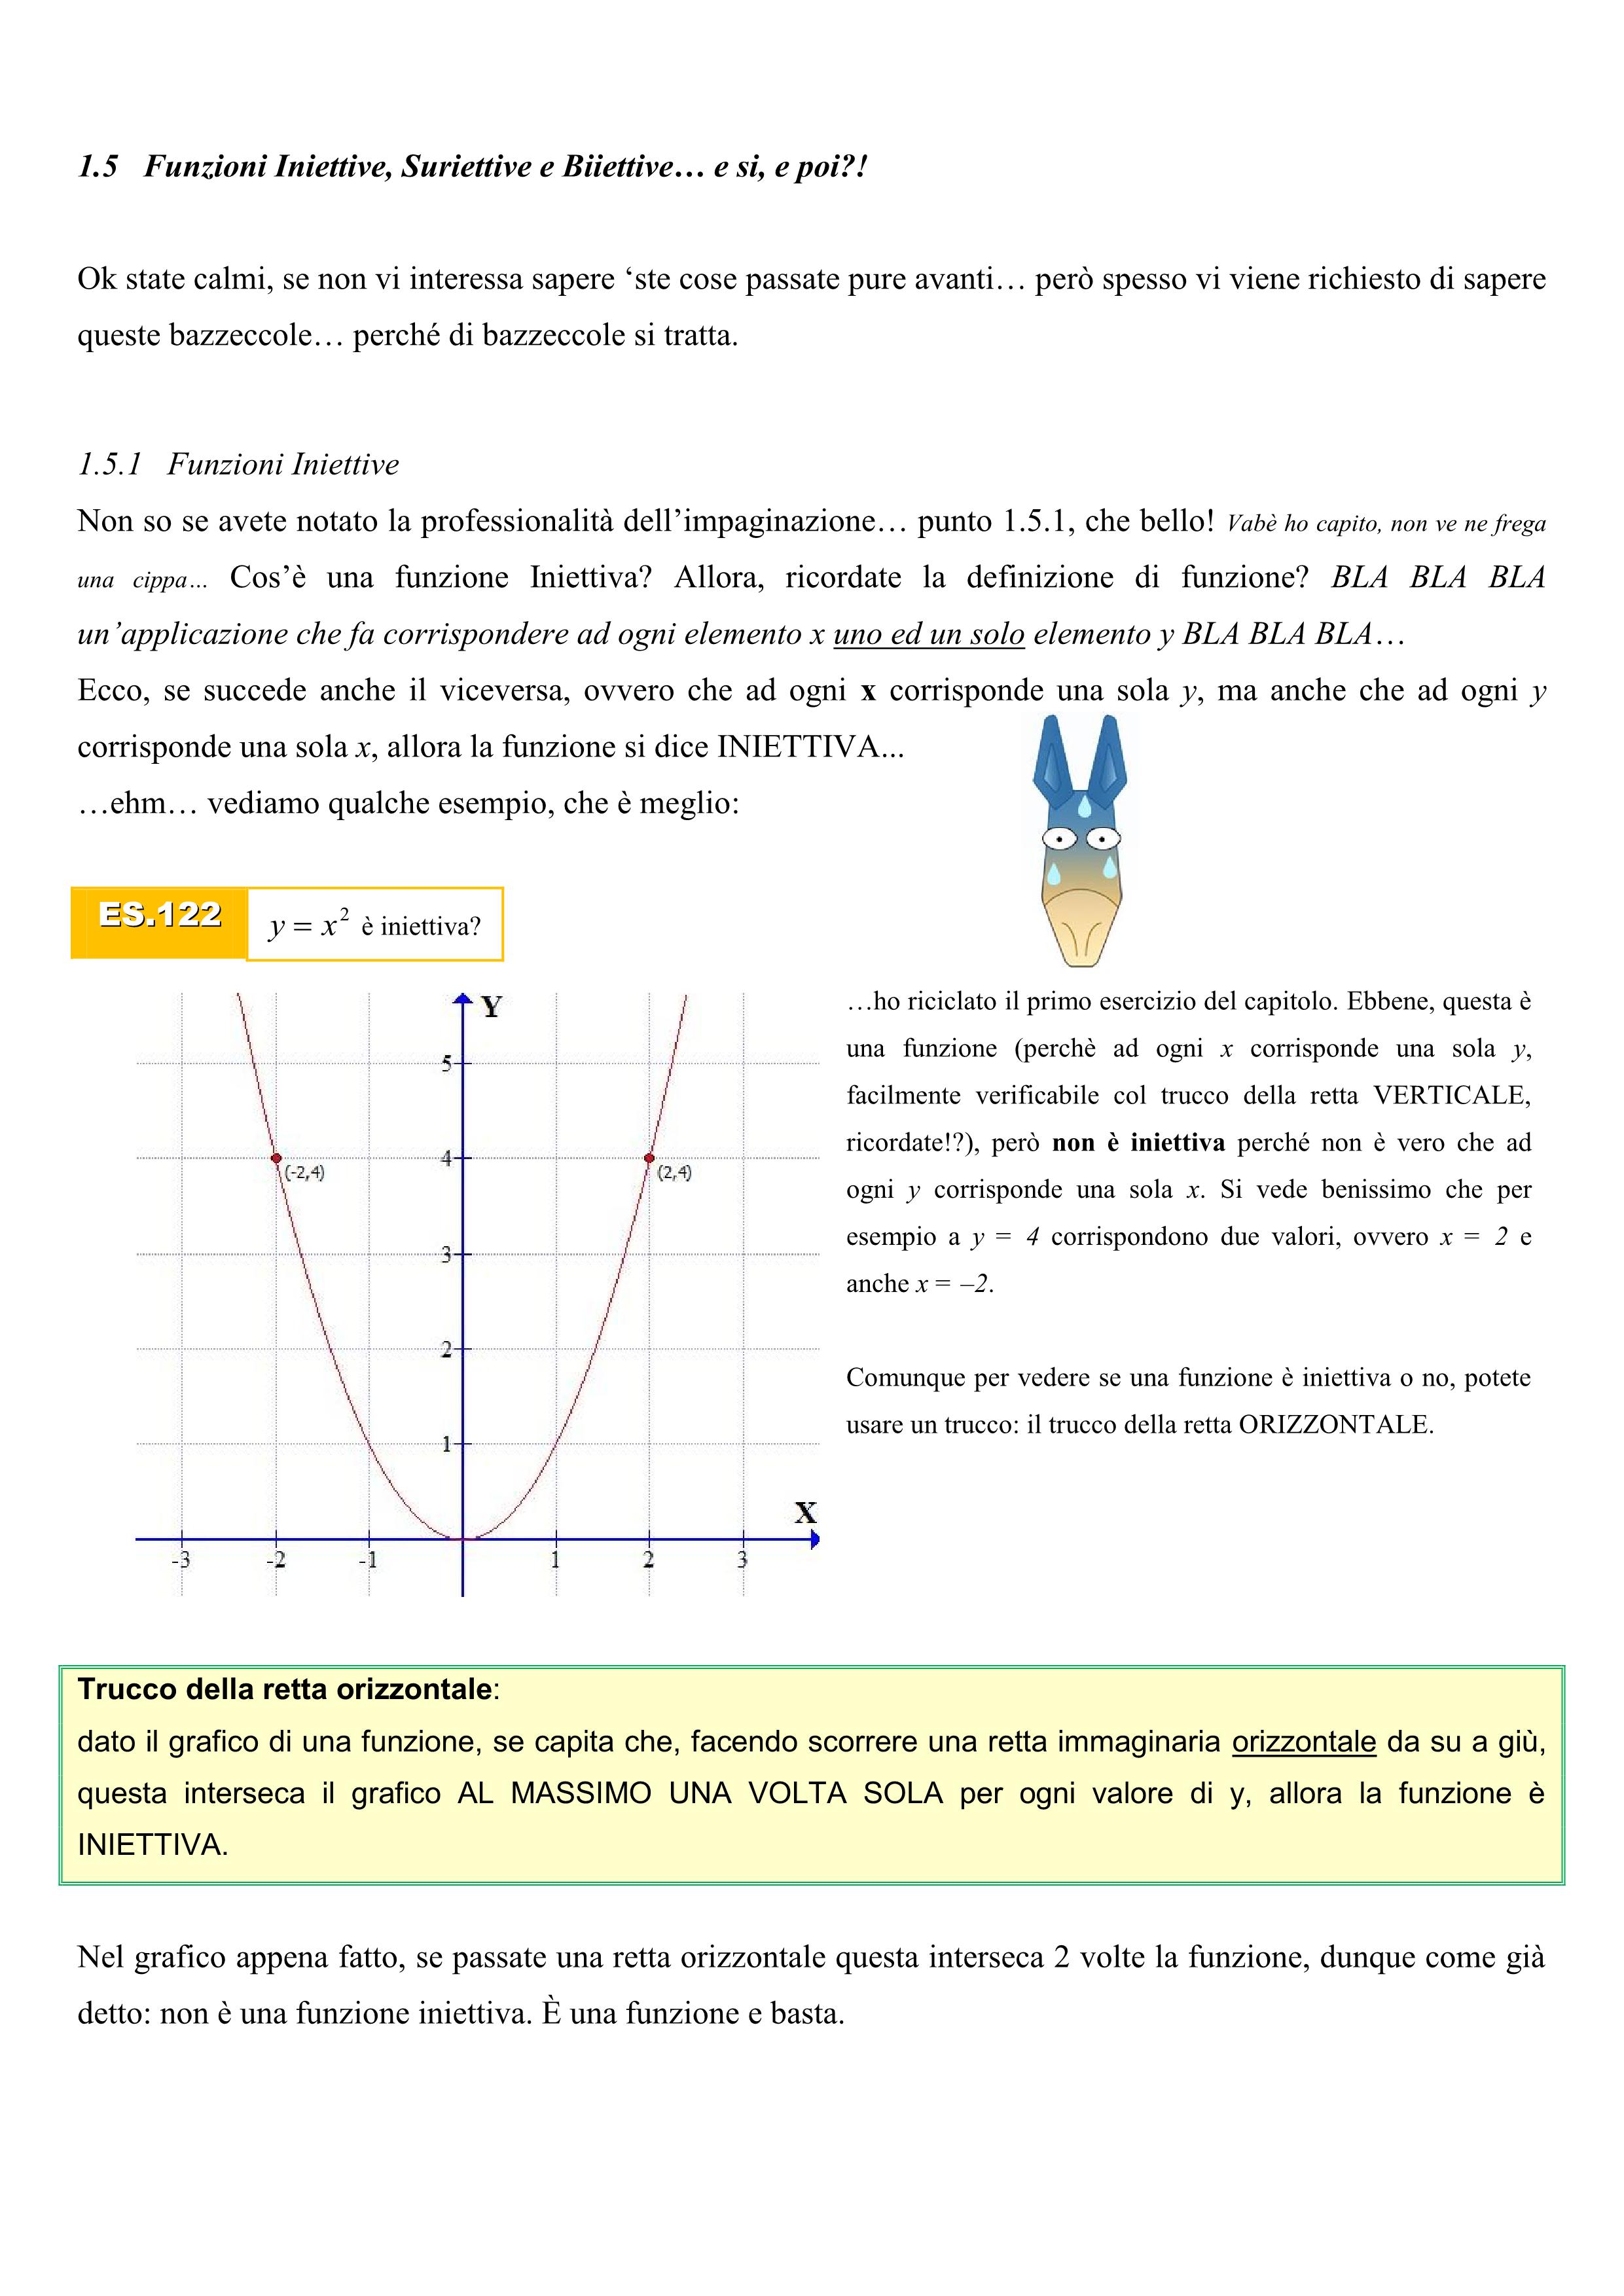 1.5 Funzioni Iniettive, Suriettive e Biiettive… e si, e poi?!
Ok state calmi, se non vi interessa sapere ‘ste cose passate pure avanti… però spesso vi viene richiesto di sapere
queste bazzeccole… perché di bazzeccole si tratta.
1.5.1 Funzioni Iniettive
Non so se avete notato la professionalità dell’impaginazione… punto 1.5.1, che bello! Vabè ho capito, non ve ne frega
una cippa… Cos’è una funzione Iniettiva? Allora, ricordate la definizione di funzione? BLA BLA BLA
un’applicazione che fa corrispondere ad ogni elemento x uno ed un solo elemento y BLA BLA BLA…
Ecco, se succede anche il viceversa, ovvero che ad ogni x corrisponde una sola y, ma anche che ad ogni y
corrisponde una sola x, allora la funzione si dice INIETTIVA...
…ehm… vediamo qualche esempio, che è meglio:
ES.122 y = x² è iniettiva?
Y
5
4
(-2,4)
(2,4)
3
2
1
X
-3 -2 -1 1 2 3
…ho riciclato il primo esercizio del capitolo. Ebbene, questa è
una funzione (perchè ad ogni x corrisponde una sola y,
facilmente verificabile col trucco della retta VERTICALE,
ricordate!?), però non è iniettiva perché non è vero che ad
ogni y corrisponde una sola x. Si vede benissimo che per
esempio a y = 4 corrispondono due valori, ovvero x = 2 e
anche x = –2.
Comunque per vedere se una funzione è iniettiva o no, potete
usare un trucco: il trucco della retta ORIZZONTALE.
Trucco della retta orizzontale:
dato il grafico di una funzione, se capita che, facendo scorrere una retta immaginaria orizzontale da su a giù,
questa interseca il grafico AL MASSIMO UNA VOLTA SOLA per ogni valore di y, allora la funzione è
INIETTIVA.
Nel grafico appena fatto, se passate una retta orizzontale questa interseca 2 volte la funzione, dunque come già
detto: non è una funzione iniettiva. È una funzione e basta.